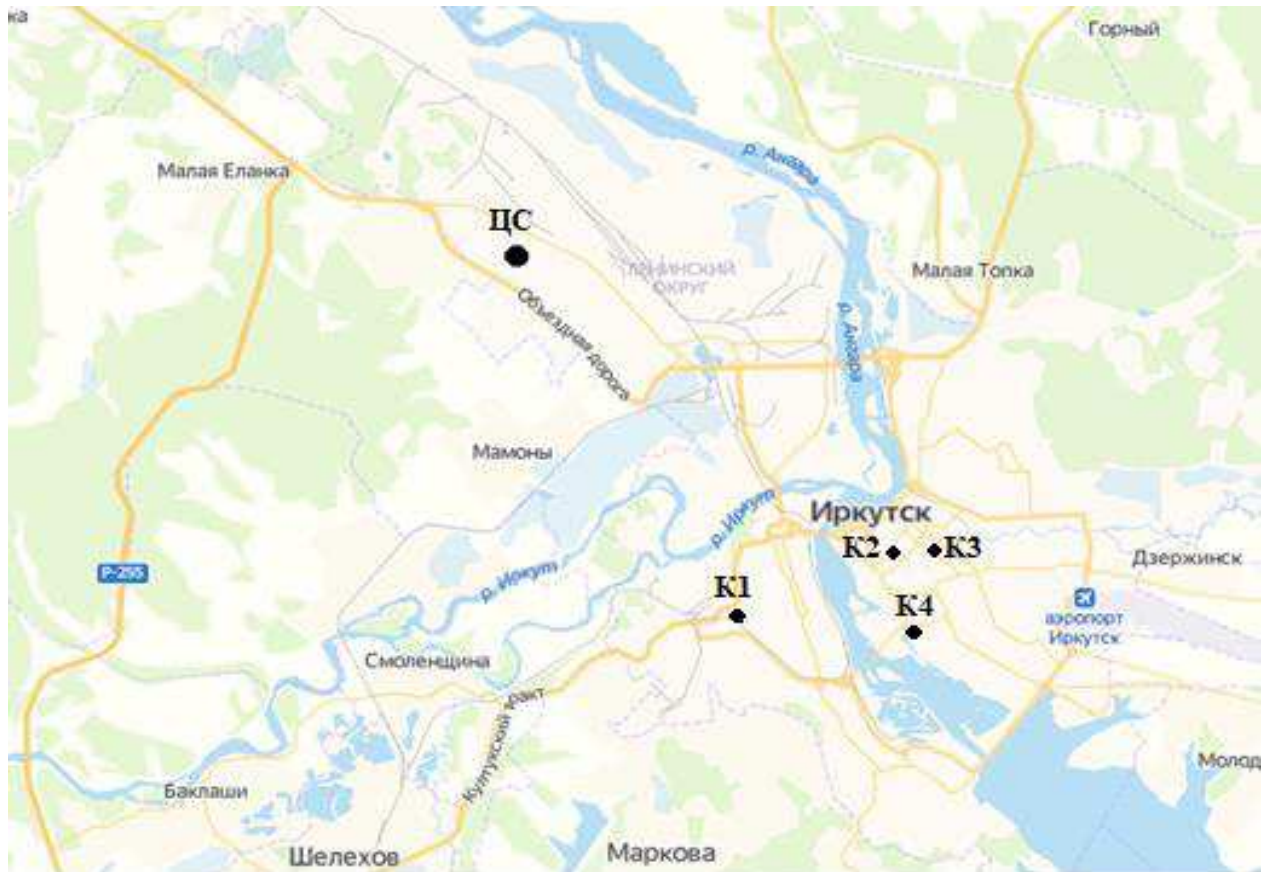 ка
Горный
р. Ангара
Малая Еланка
ЦС
ЛЕНИНСКИЙ
ОКРУГ
Малая Топка
Объездная дорога
р. Ангара
Мамоны
р. Иркут
Иркутск
К2
К3
Дзержинск
Р-255
р. Иркут
К1
К4
аэропорт
Иркутск
Смоленщина
Култукский тракт
Молод
Баклаши
Шелехов
Маркова